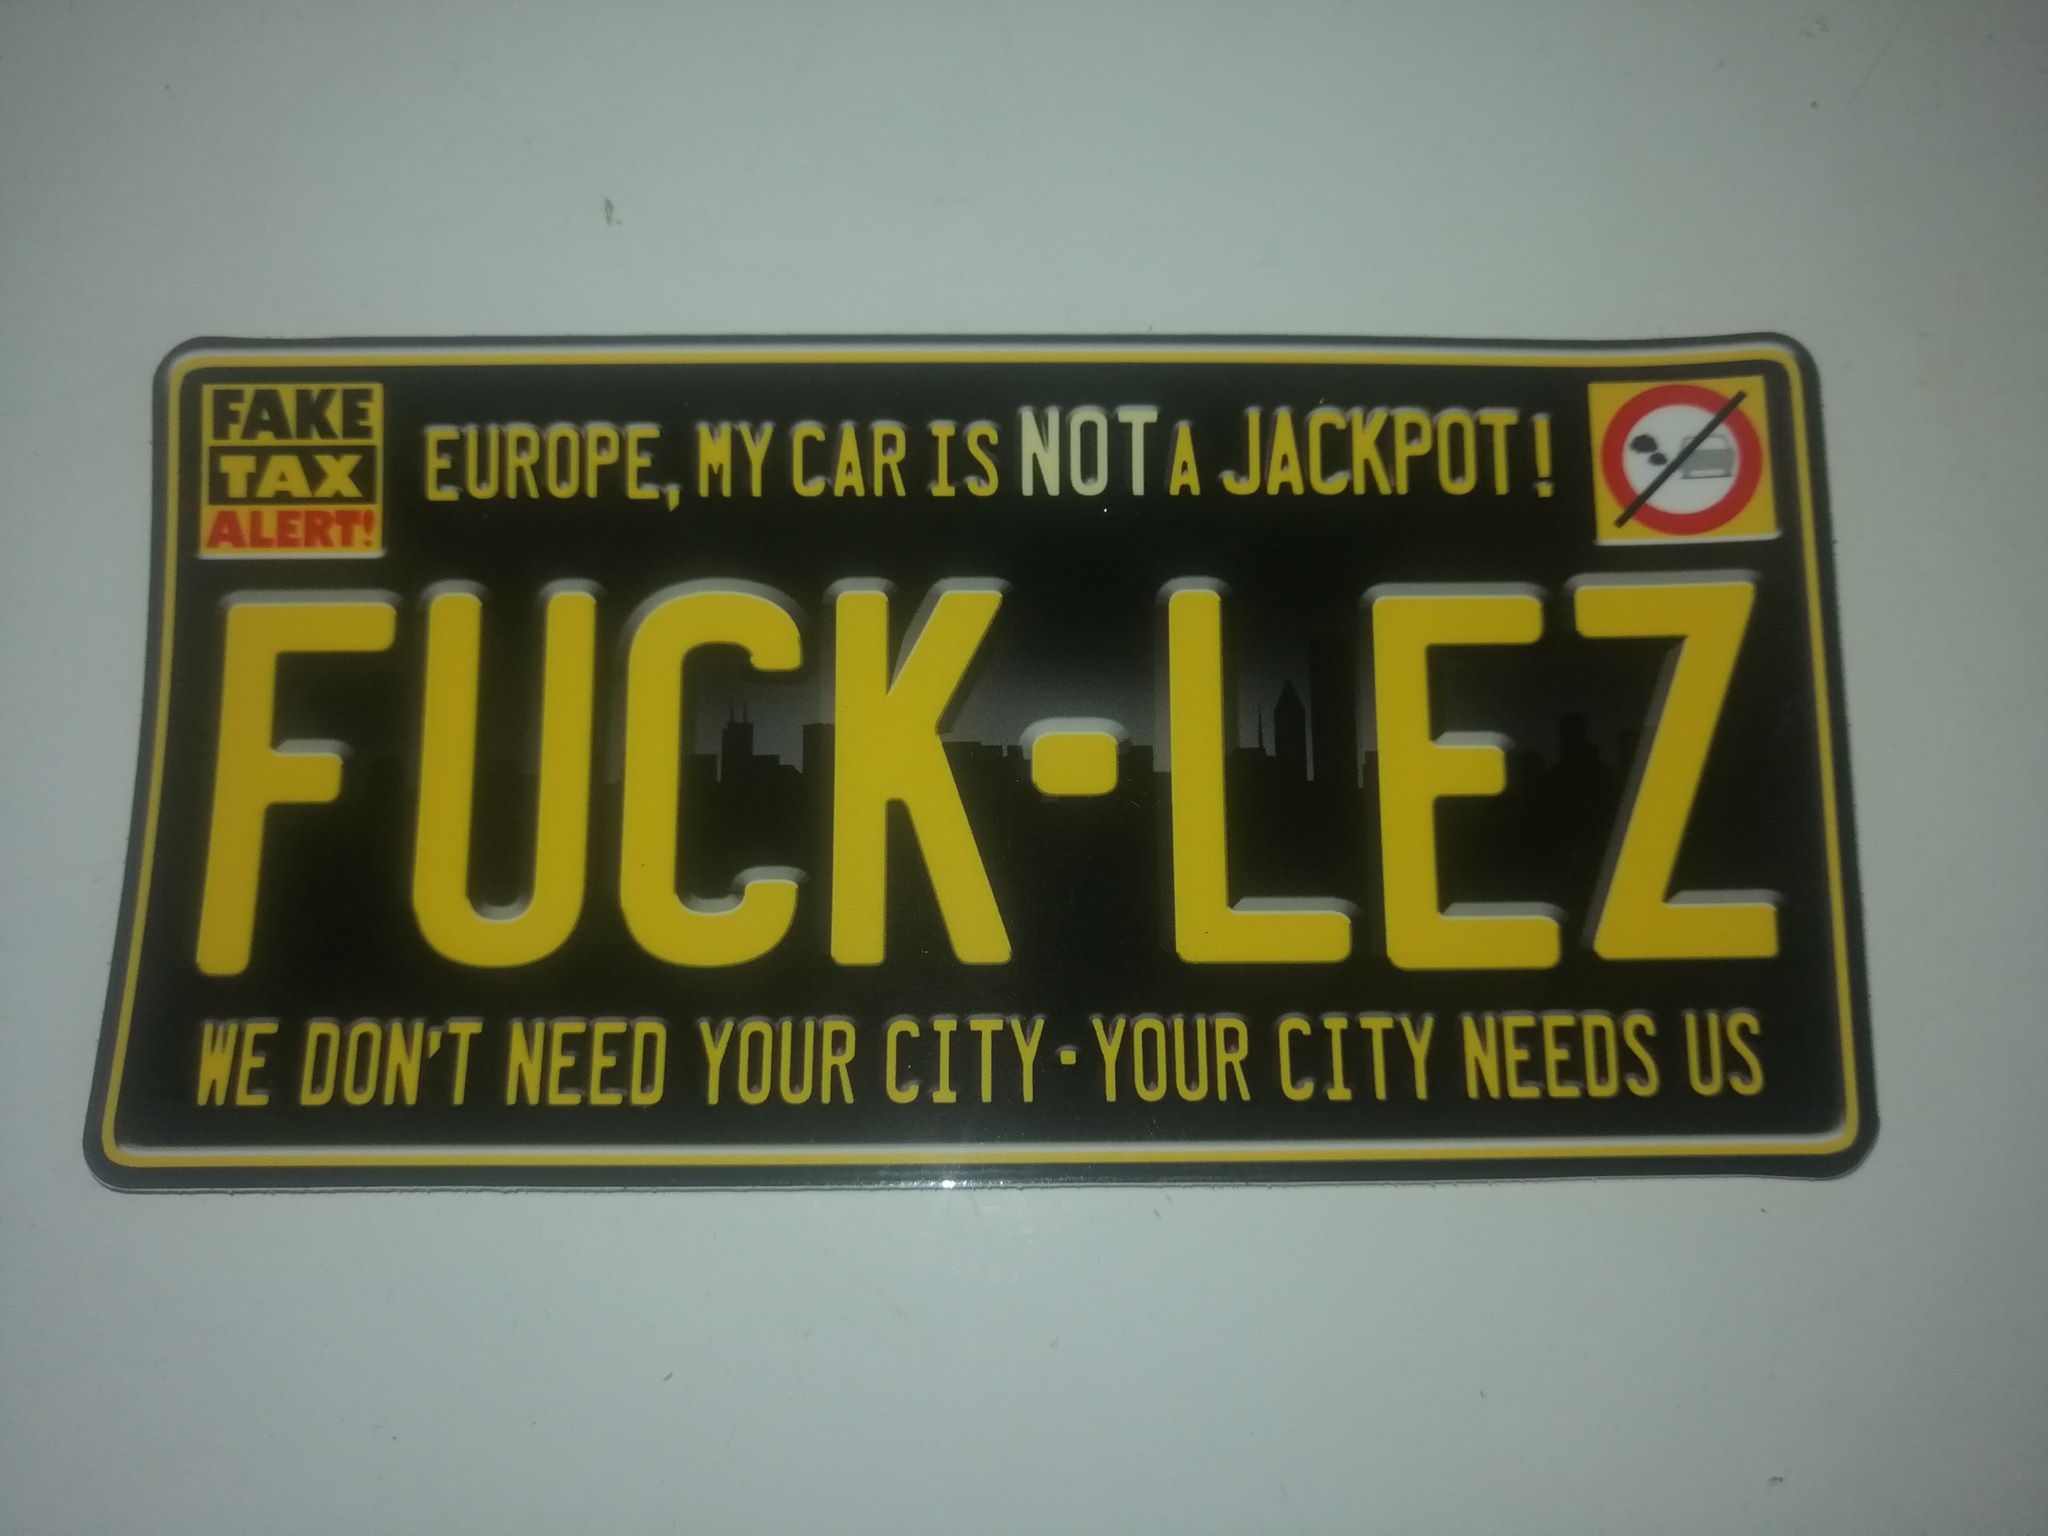 FAKE
TAX
ALERT!
EUROPE, MY CAR IS NOT A JACKPOT!
FUCK·LEZ
WE DON'T NEED YOUR CITY·YOUR CITY NEEDS US